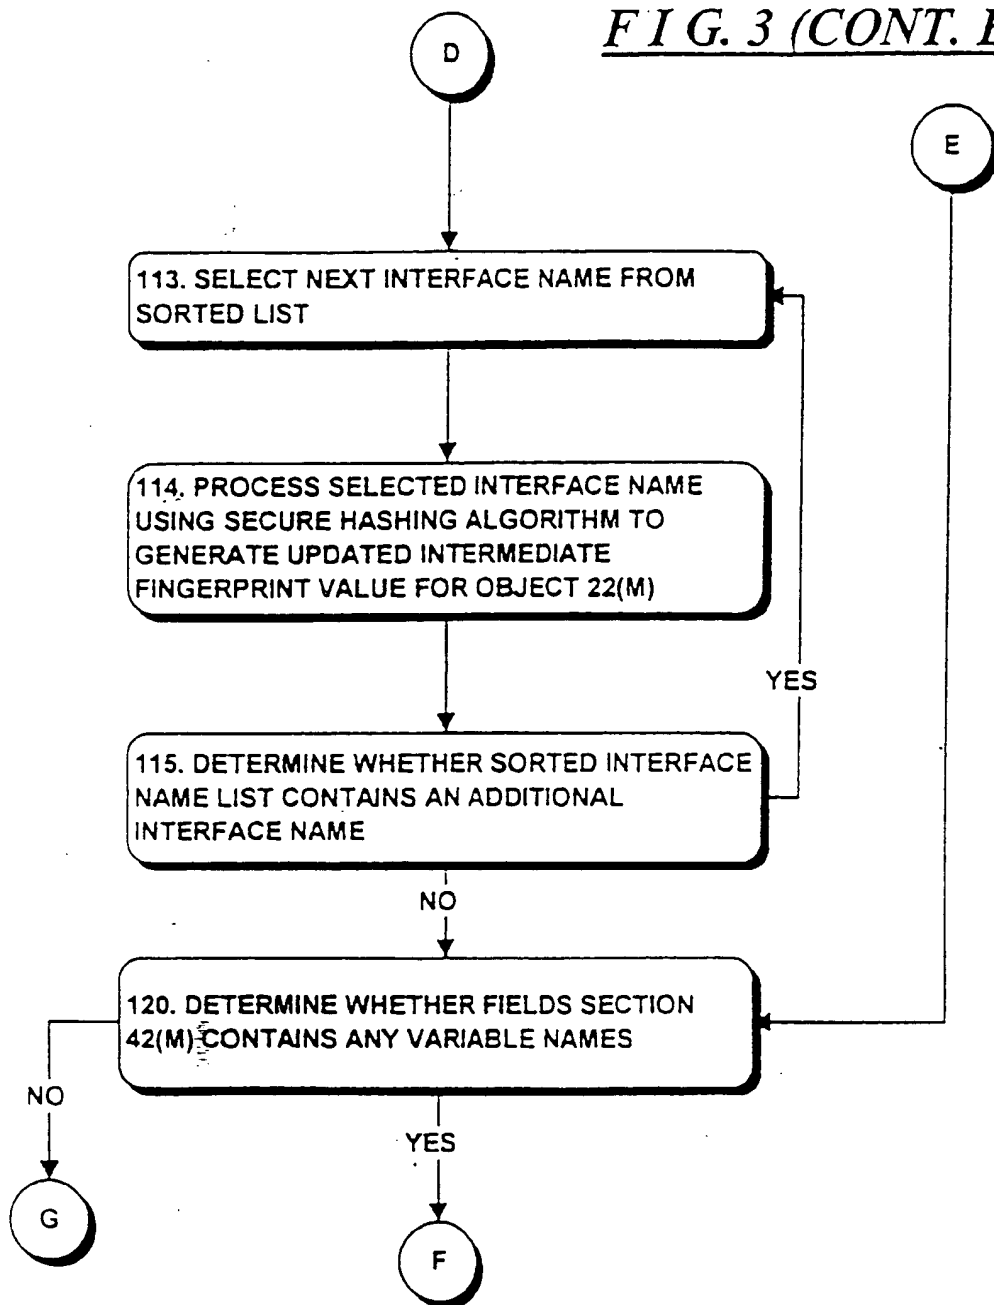 F I G. 3 (CONT. 
D
E
113. SELECT NEXT INTERFACE NAME FROM
SORTED LIST
114. PROCESS SELECTED INTERFACE NAME
USING SECURE HASHING ALGORITHM TO
GENERATE UPDATED INTERMEDIATE
FINGERPRINT VALUE FOR OBJECT 22(M)
YES
115. DETERMINE WHETHER SORTED INTERFACE
NAME LIST CONTAINS AN ADDITIONAL
INTERFACE NAME
NO
120. DETERMINE WHETHER FIELDS SECTION
42(M) CONTAINS ANY VARIABLE NAMES
NO
YES
G
F